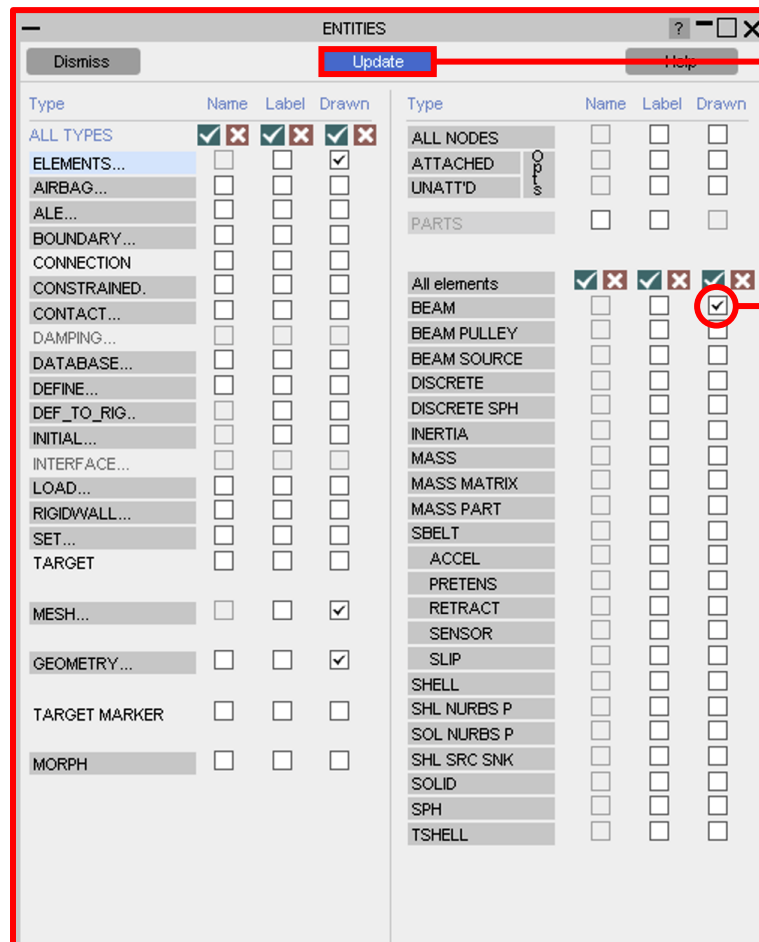 ENTITIES
?
Dismiss
Update
Help
Type Name Label Drawn
ALL TYPES
ELEMENTS...
AIRBAG...
ALE...
BOUNDARY...
CONNECTION
CONSTRAINED.
CONTACT...
DAMPING...
DATABASE...
DEFINE...
DEF_TO_RIG..
INITIAL...
INTERFACE...
LOAD...
RIGIDWALL...
SET...
TARGET
MESH...
GEOMETRY...
TARGET MARKER
MORPH
Type Name Label Drawn
ALL NODES
ATTACHED
UNATT'D
Opts
PARTS
All elements
BEAM
BEAM PULLEY
BEAM SOURCE
DISCRETE
DISCRETE SPH
INERTIA
MASS
MASS MATRIX
MASS PART
SBELT
ACCEL
PRETENS
RETRACT
SENSOR
SLIP
SHELL
SHL NURBS P
SOL NURBS P
SHL SRC SNK
SOLID
SPH
TSHELL